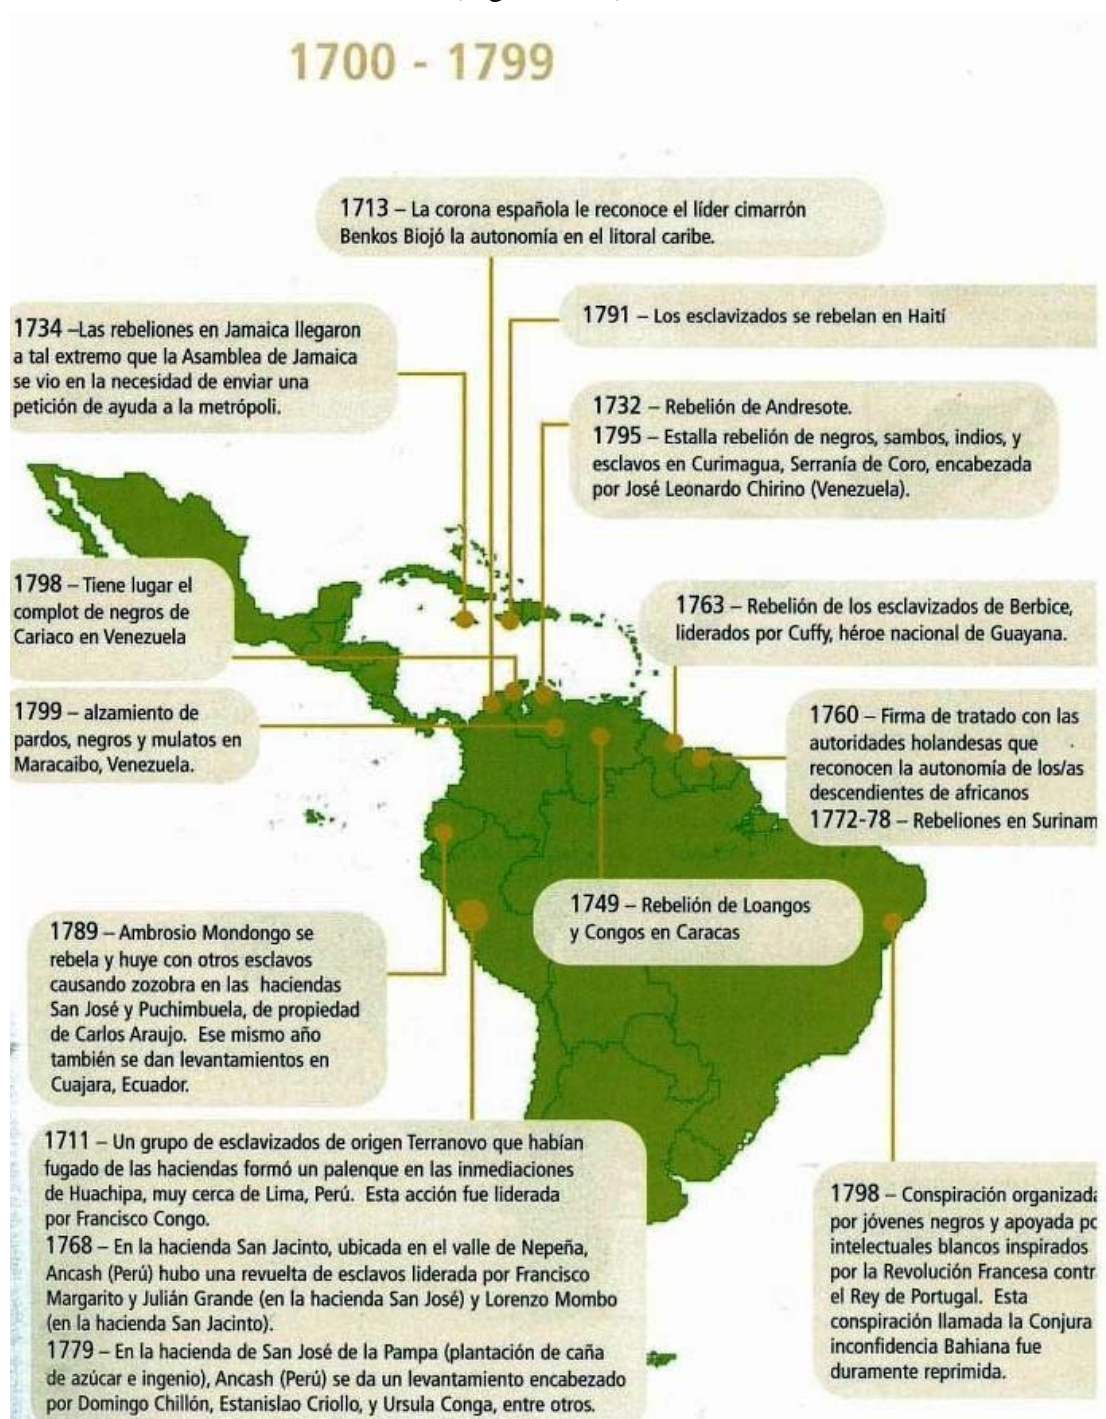 1700 - 1799
1713 – La corona española le reconoce el líder cimarrón
Benkos Biojó la autonomía en el litoral caribe.
1734 –Las rebeliones en Jamaica llegaron
a tal extremo que la Asamblea de Jamaica
se vio en la necesidad de enviar una
petición de ayuda a la metrópoli.
1791 – Los esclavizados se rebelan en Haití
1732 – Rebelión de Andresote.
1795 – Estalla rebelión de negros, sambos, indios, y
esclavos en Curimagua, Serranía de Coro, encabezada
por José Leonardo Chirino (Venezuela).
1798 – Tiene lugar el
complot de negros de
Cariaco en Venezuela
1763 – Rebelión de los esclavizados de Berbice,
liderados por Cuffy, héroe nacional de Guayana.
1799 – alzamiento de
pardos, negros y mulatos en
Maracaibo, Venezuela.
1760 – Firma de tratado con las
autoridades holandesas que
reconocen la autonomía de los/as
descendientes de africanos
1772-78 – Rebeliones en Surinam
1749 – Rebelión de Loangos
y Congos en Caracas
1789 – Ambrosio Mondongo se
rebela y huye con otros esclavos
causando zozobra en las haciendas
San José y Puchimbuela, de propiedad
de Carlos Araujo. Ese mismo año
también se dan levantamientos en
Cuajara, Ecuador.
1711 – Un grupo de esclavizados de origen Terranovo que habían
fugado de las haciendas formó un palenque en las inmediaciones
de Huachipa, muy cerca de Lima, Perú. Esta acción fue liderada
por Francisco Congo.
1768 – En la hacienda San Jacinto, ubicada en el valle de Nepeña,
Ancash (Perú) hubo una revuelta de esclavos liderada por Francisco
Margarito y Julián Grande (en la hacienda San José) y Lorenzo Mombo
(en la hacienda San Jacinto).
1779 – En la hacienda de San José de la Pampa (plantación de caña
de azúcar e ingenio), Ancash (Perú) se da un levantamiento encabezado
por Domingo Chillón, Estanislao Criollo, y Ursula Conga, entre otros.
1798 – Conspiración organizada
por jóvenes negros y apoyada po
intelectuales blancos inspirados
por la Revolución Francesa contr
el Rey de Portugal. Esta
conspiración llamada la Conjura
inconfidencia Bahiana fue
duramente reprimida.